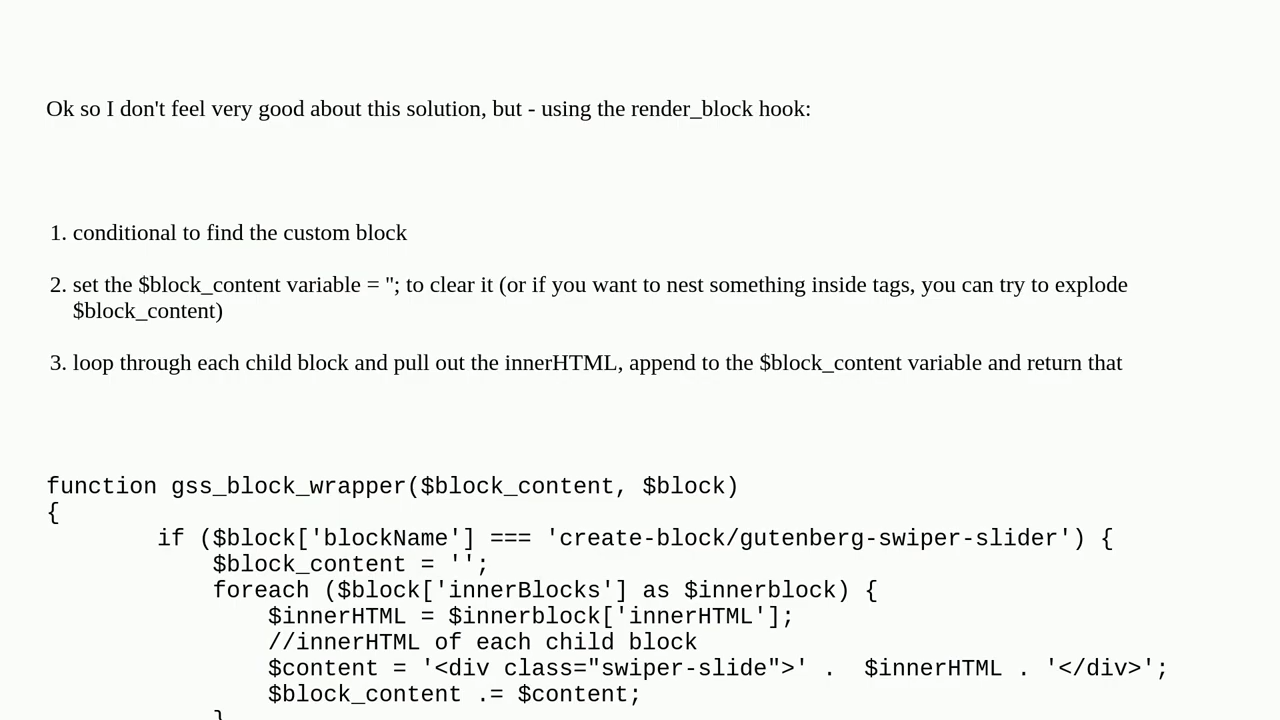 Ok so I don't feel very good about this solution, but - using the render_block hook:
1. conditional to find the custom block
2. set the $block_content variable = ''; to clear it (or if you want to nest something inside tags, you can try to explode
$block_content)
3. loop through each child block and pull out the innerHTML, append to the $block_content variable and return that
function gss_block_wrapper($block_content, $block)
{
        if ($block['blockName'] === 'create-block/gutenberg-swiper-slider') {
            $block_content = '';
            foreach ($block['innerBlocks'] as $innerblock) {
                $innerHTML = $innerblock['innerHTML'];
                //innerHTML of each child block
                $content = '<div class="swiper-slide">' .  $innerHTML . '</div>';
                $block_content .= $content;
            }